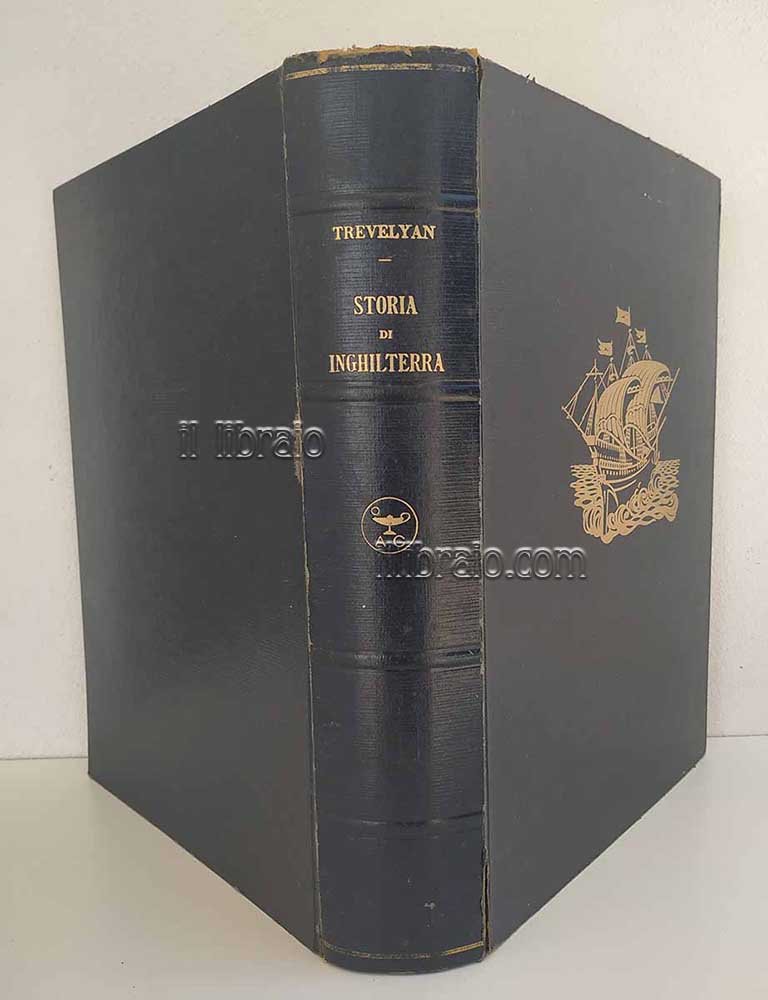 TREVELYAN
—
STORIA
DI
INGHILTERRA
il libraio
A-G
illibraio.com